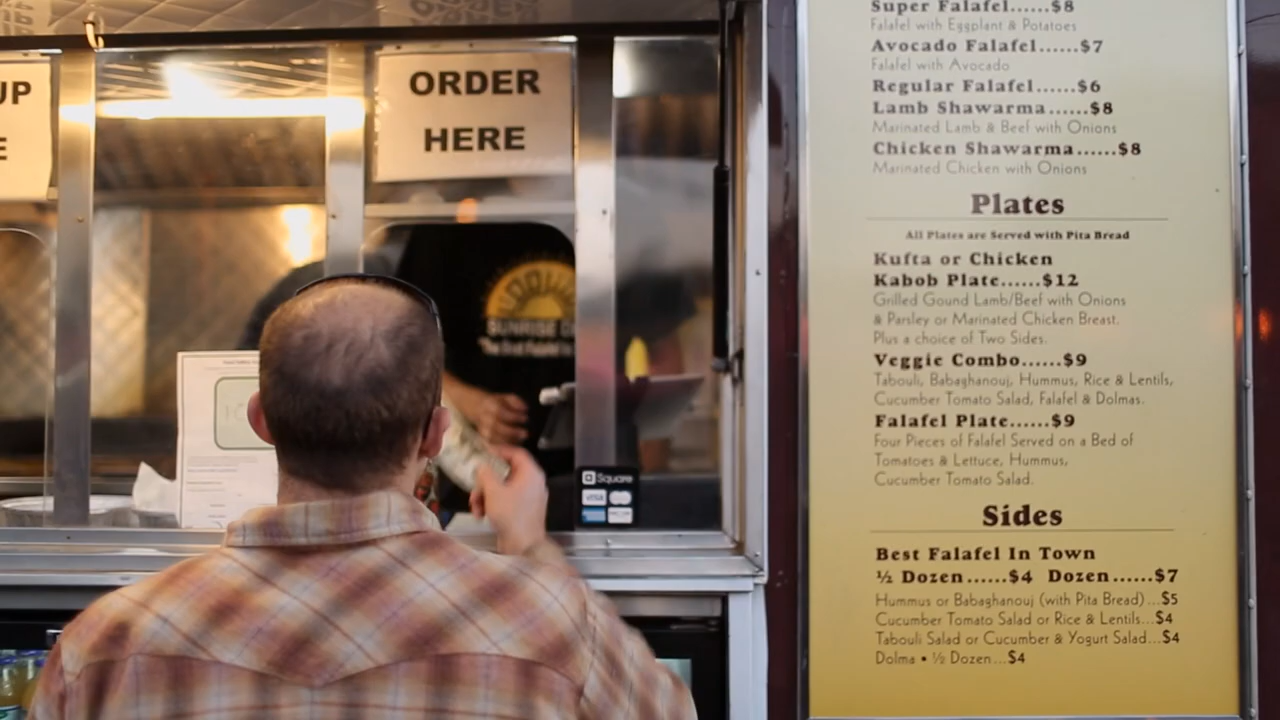 UP
E
ORDER
HERE
SUNRISE
Square
VISA
Super Falafel......$8
Falafel with Eggplant & Potatoes
Avocado Falafel......$7
Falafel with Avocado
Regular Falafel......$6
Lamb Shawarma......$8
Marinated Lamb & Beef with Onions
Chicken Shawarma......$8
Marinated Chicken with Onions
Plates
All Plates are Served with Pita Bread
Kufta or Chicken
Kabob Plate......$12
Grilled Gound Lamb/Beef with Onions
& Parsley or Marinated Chicken Breast.
Plus a choice of Two Sides.
Veggie Combo......$9
Tabouli, Babaghanouj, Hummus, Rice & Lentils,
Cucumber Tomato Salad, Falafel & Dolmas.
Falafel Plate......$9
Four Pieces of Falafel Served on a Bed of
Tomatoes & Lettuce, Hummus,
Cucumber Tomato Salad.
Sides
Best Falafel In Town
½ Dozen......$4 Dozen......$7
Hummus or Babaghanouj (with Pita Bread)...$5
Cucumber Tomato Salad or Rice & Lentils...$4
Tabouli Salad or Cucumber & Yogurt Salad...$4
Dolma • ½ Dozen...$4